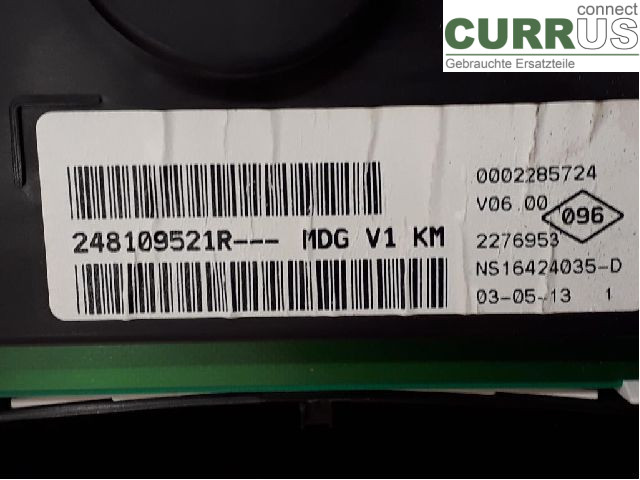 connect
CURRUS
Gebrauchte Ersatzteile
0002285724
V06.00
096
248109521R--- MDG V1 KM
2276953
NS16424035-D
03-05-13 1